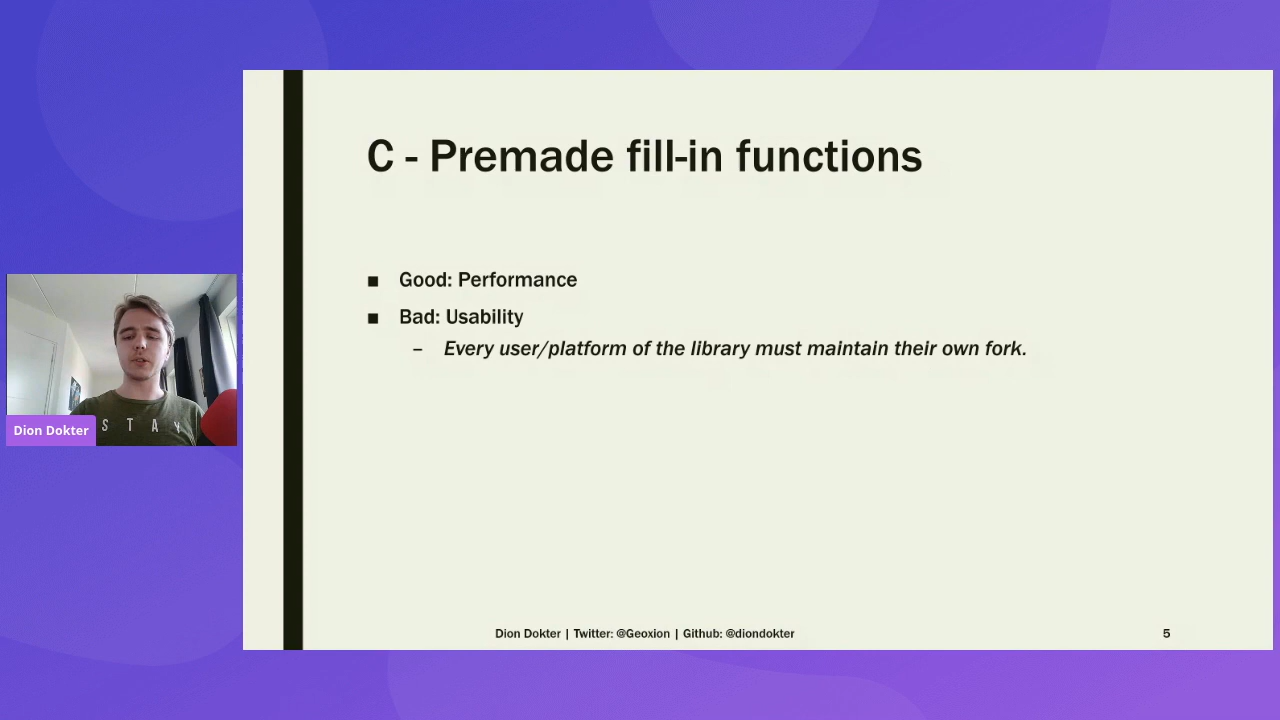 C - Premade fill-in functions
■ Good: Performance
■ Bad: Usability
– Every user/platform of the library must maintain their own fork.
S T A Y
Dion Dokter
Dion Dokter | Twitter: @Geoxion | Github: @diondokter
5